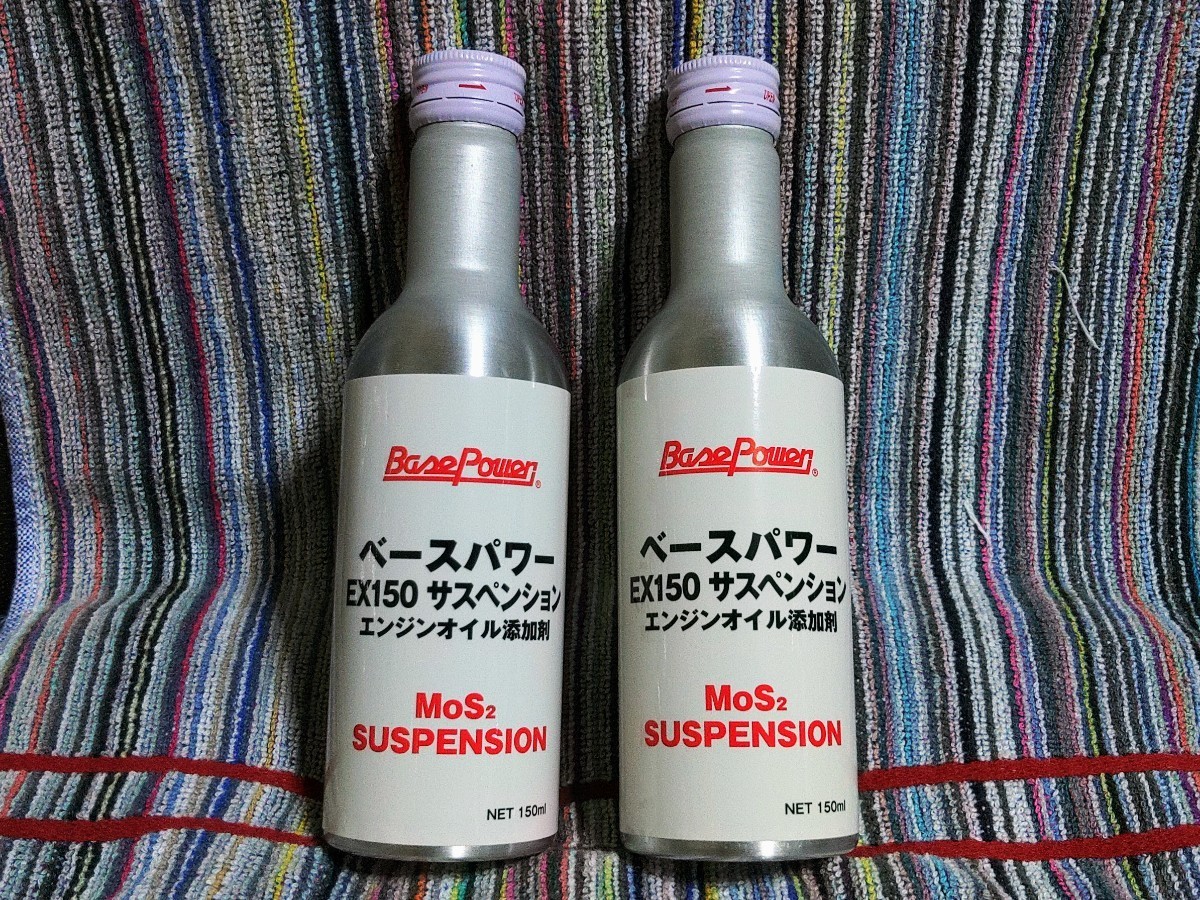 BasePower®
ベースパワー
EX150 サスペンション
エンジンオイル添加剤
MoS₂
SUSPENSION
NET 150ml
BasePower®
ベースパワー
EX150 サスペンション
エンジンオイル添加剤
MoS₂
SUSPENSION
NET 150ml